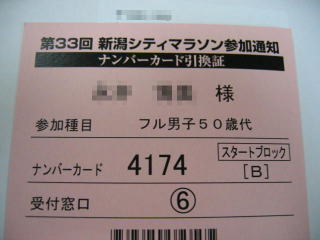 第33回 新潟シティマラソン参加通知
ナンバーカード引換証
様
参加種目 フル男子50歳代
ナンバーカード 4174 スタートブロック
[B]
受付窓口 ⑥